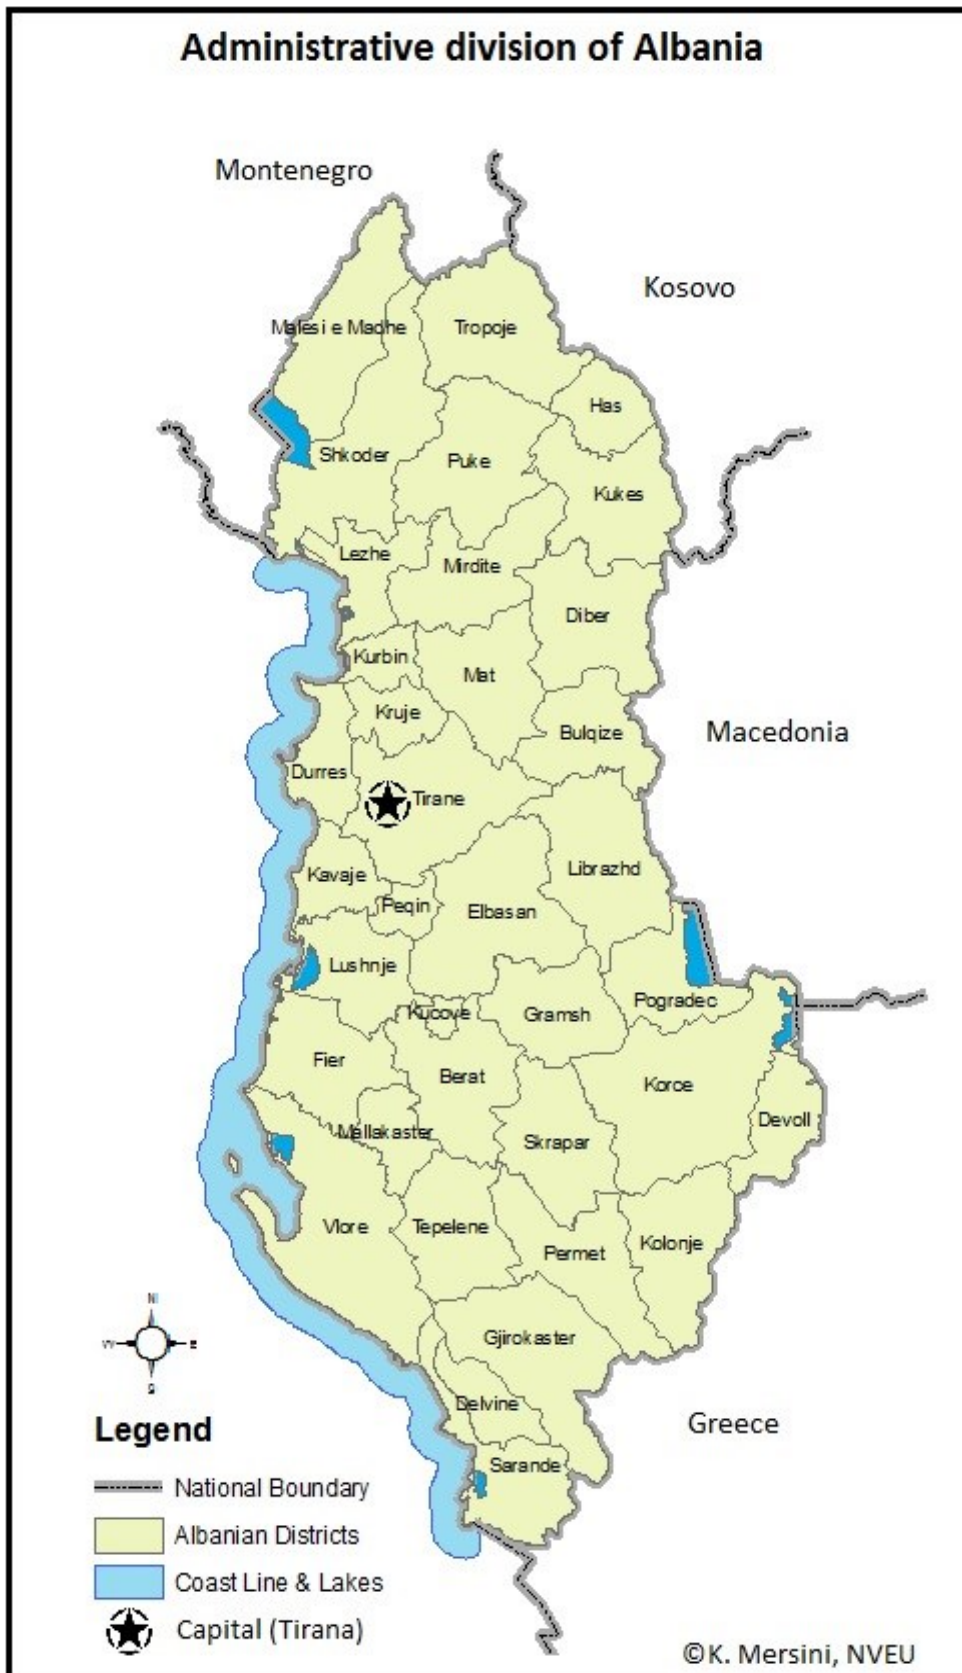 Administrative division of Albania
Montenegro
Kosovo
Malesi e Madhe
Tropoje
Has
Shkoder
Puke
Kukes
Lezhe
Mirdite
Diber
Kurbin
Mat
Kruje
Bulqize
Macedonia
Durres
Tirane
Librazhd
Kavaje
Peqin
Elbasan
Lushnje
Pogradec
Kucove
Gramsh
Fier
Berat
Korce
Devoll
Mallakaster
Skrapar
Vlore
Tepelene
Permet
Kolonje
N
W
E
S
Gjirokaster
Delvine
Greece
Sarande
Legend
National Boundary
Albanian Districts
Coast Line & Lakes
Capital (Tirana)
©K. Mersini, NVEU